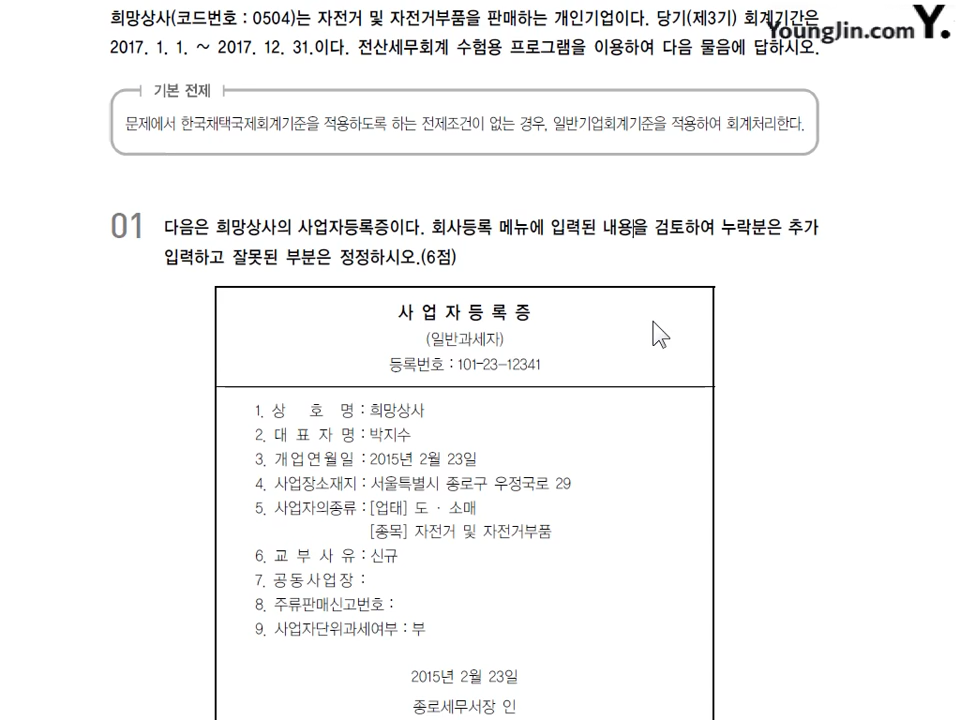 희망상사(코드번호 : 0504)는 자전거 및 자전거부품을 판매하는 개인기업이다. 당기(제3기) 회계기간은
YoungJin.com Y.
2017. 1. 1. ~ 2017. 12. 31.이다. 전산세무회계 수험용 프로그램을 이용하여 다음 물음에 답하시오.
기본 전제
문제에서 한국채택국제회계기준을 적용하도록 하는 전제조건이 없는 경우, 일반기업회계기준을 적용하여 회계처리한다.
01 다음은 희망상사의 사업자등록증이다. 회사등록 메뉴에 입력된 내용을 검토하여 누락분은 추가
입력하고 잘못된 부분은 정정하시오.(6점)
사 업 자 등 록 증
(일반과세자)
등록번호 : 101-23-12341
1. 상 호 명 : 희망상사
2. 대 표 자 명 : 박지수
3. 개업연월일 : 2015년 2월 23일
4. 사업장소재지 : 서울특별시 종로구 우정국로 29
5. 사업자의종류 : [업태] 도 · 소매
[종목] 자전거 및 자전거부품
6. 교 부 사 유 : 신규
7. 공동사업장 :
8. 주류판매신고번호 :
9. 사업자단위과세여부 : 부
2015년 2월 23일
종로세무서장 인